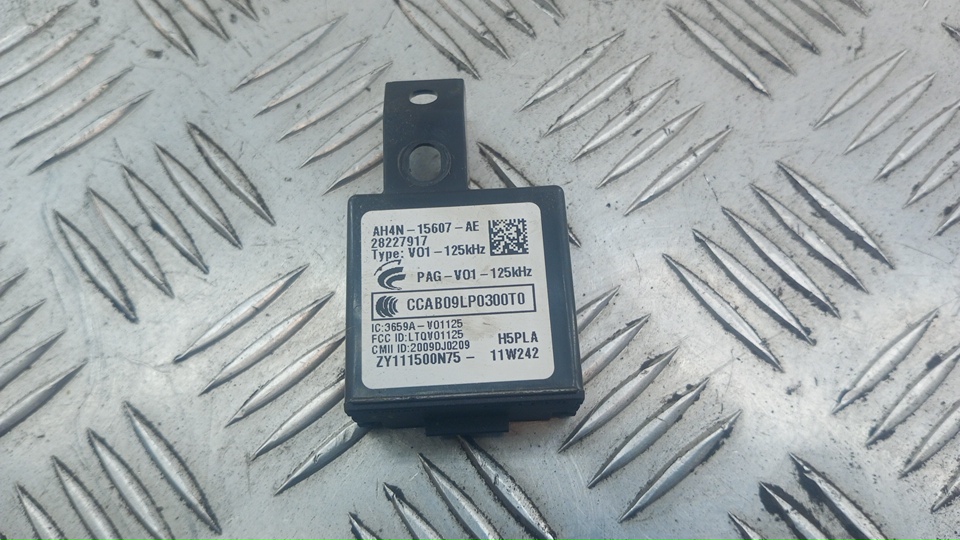 AH4N-15607-AE
28227917
Type: V01-125kHz
PAG-V01-125kHz
CCAB09LP0300T0
IC:3659A-V01125
FCC ID:LTQV01125
CMII ID:2009DJ0209
H5PLA
ZY111500N75- 11W242